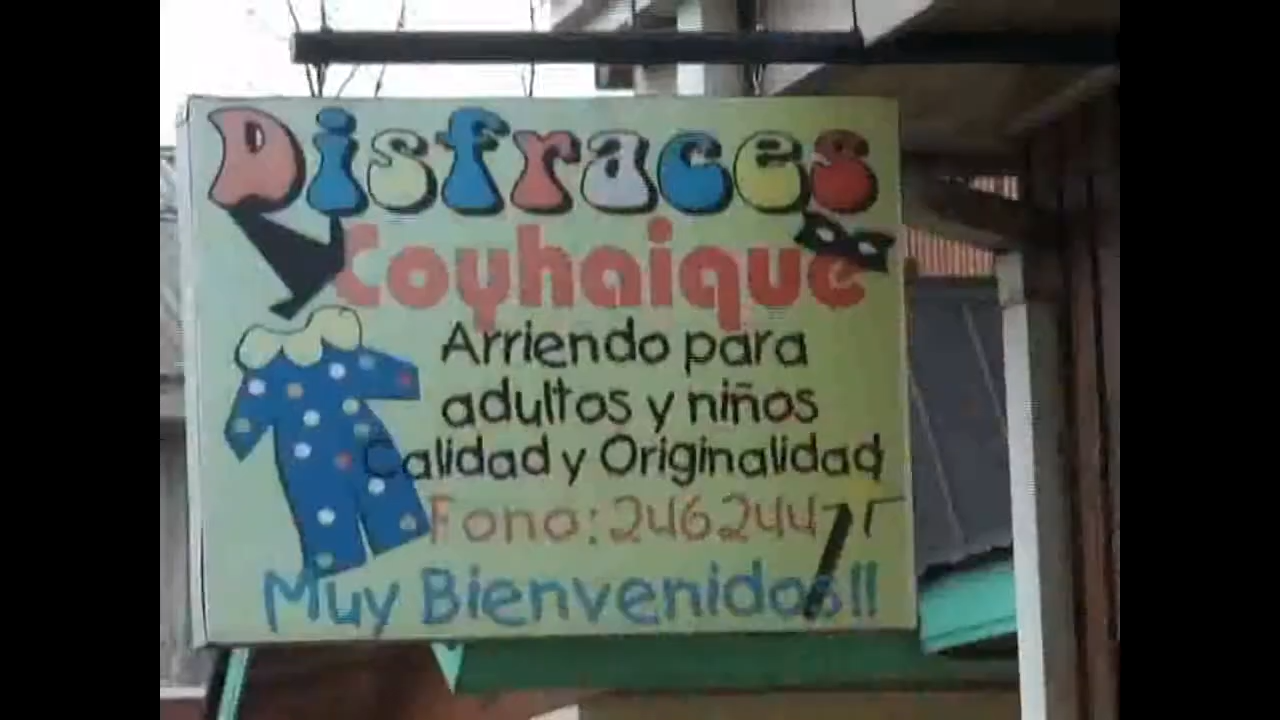 Disfraces
Coyhaique
Arriendo para
adultos y niños
Calidad y Originalidad
Fono: 246244
Muy Bienvenidos!!